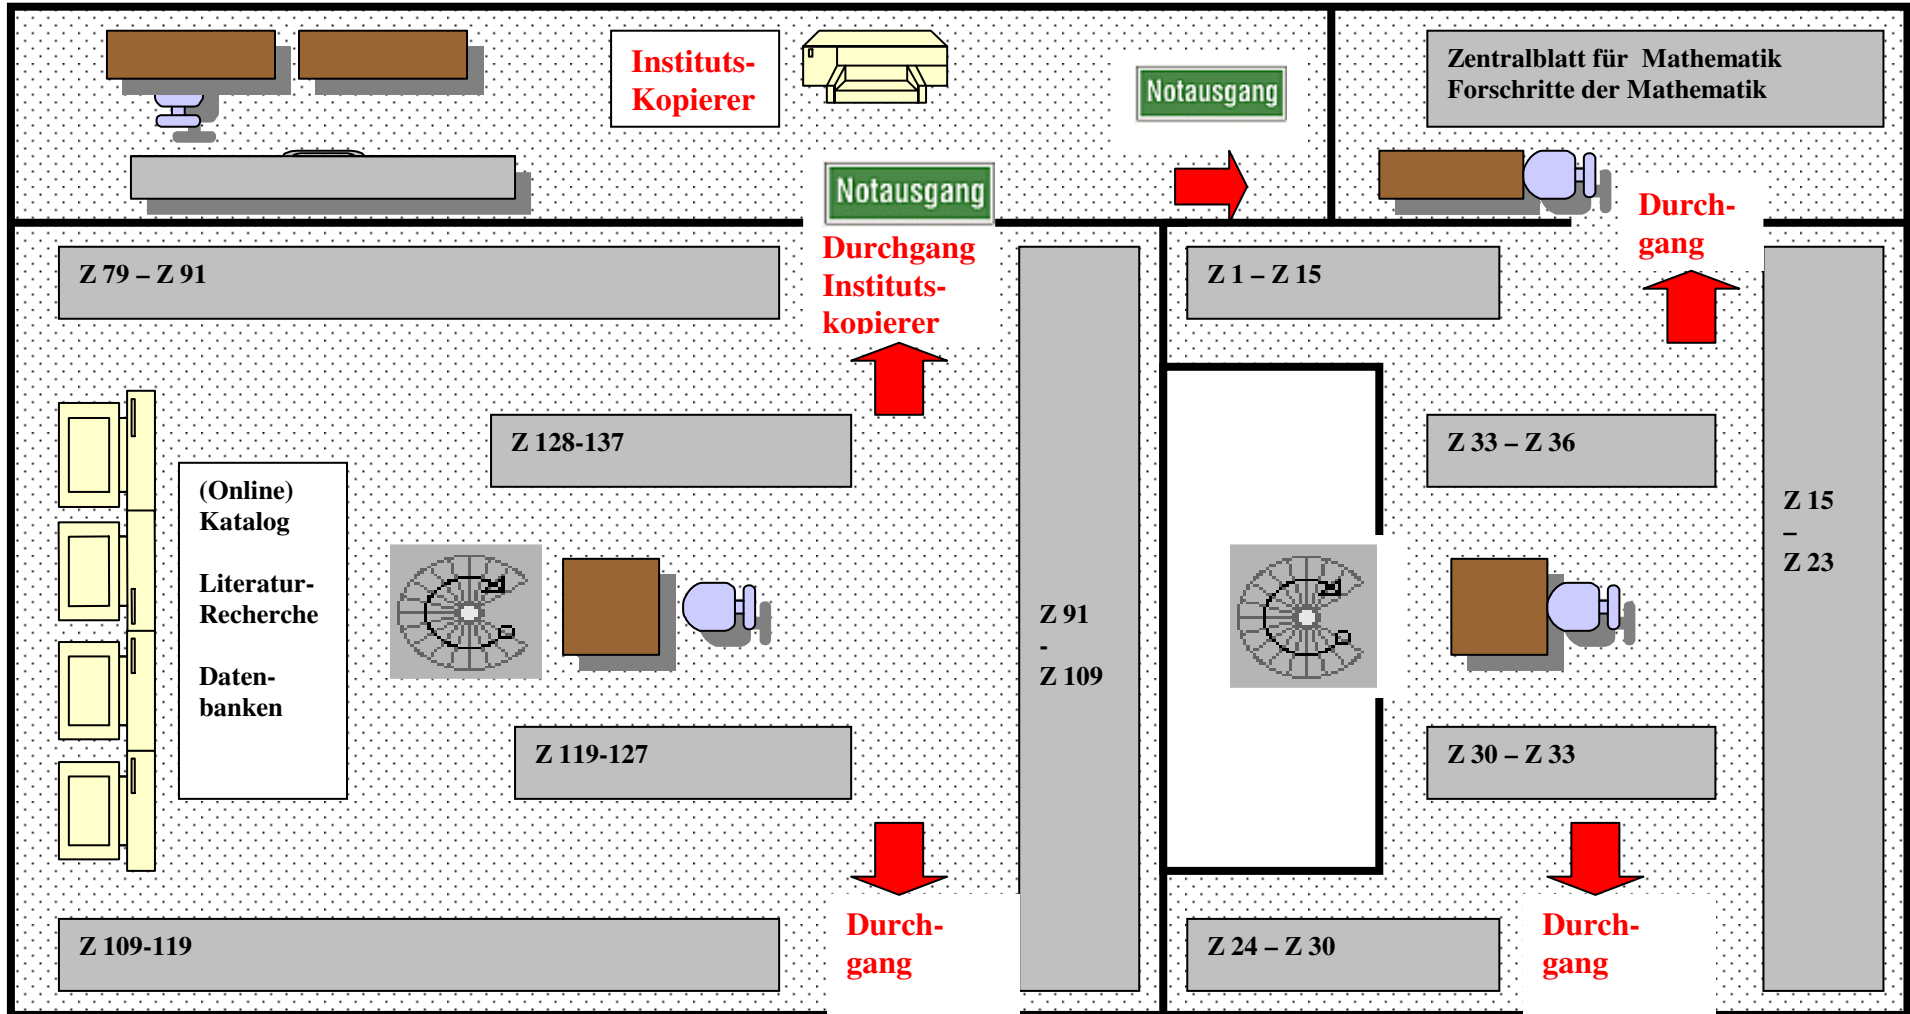 Instituts-
Kopierer
Notausgang
Zentralblatt für Mathematik
Forschritte der Mathematik
Notausgang
Durch-
gang
Durchgang
Instituts-
kopierer
Z 79 – Z 91
Z 1 – Z 15
Z 128-137
Z 33 – Z 36
(Online)
Katalog
Literatur-
Recherche
Daten-
banken
Z 15
–
Z 23
Z 91
-
Z 109
Z 119-127
Z 30 – Z 33
Z 109-119
Durch-
gang
Z 24 – Z 30
Durch-
gang